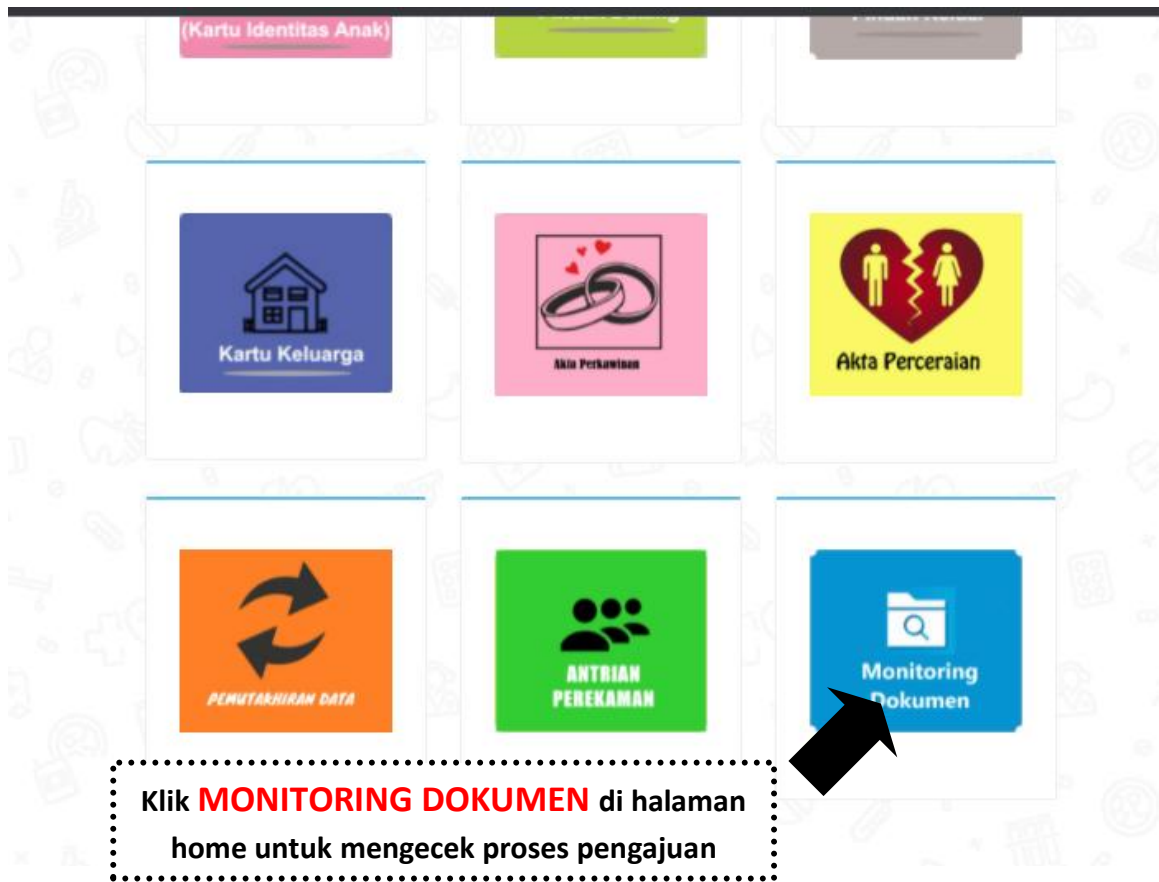 (Kartu Identitas Anak)
Kartu Keluarga
Akta Perkawinan
Akta Perceraian
PEMUTAKHIRAN DATA
ANTRIAN
PEREKAMAN
Monitoring
Dokumen
Klik MONITORING DOKUMEN di halaman
home untuk mengecek proses pengajuan